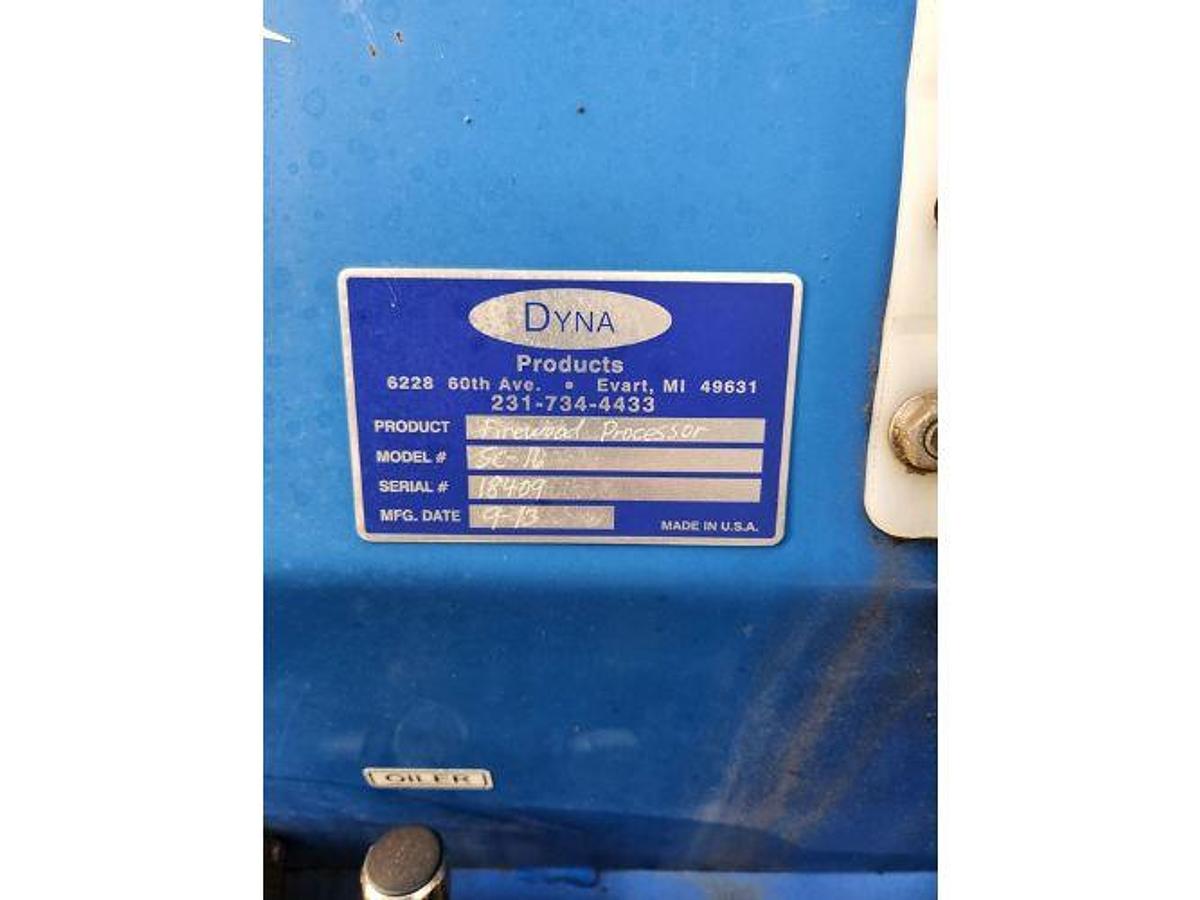 DYNA
Products
6228 60th Ave. • Evart, MI 49631
231-734-4433
PRODUCT Firewood Processor
MODEL # SC-16
SERIAL # 18409
MFG. DATE 9-13
MADE IN U.S.A.
OILER